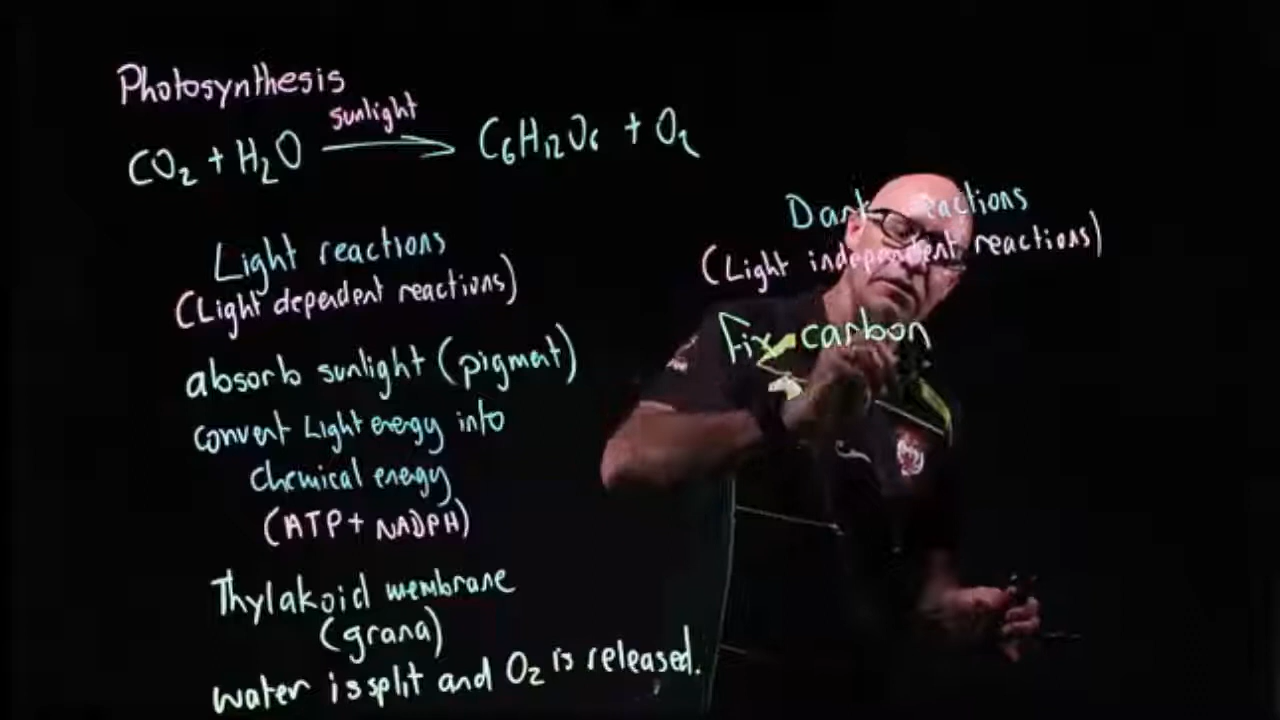 Photosynthesis
CO2 + H2O sunlight → C6H12O6 + O2
Light reactions
(Light dependent reactions)
absorb sunlight (pigment)
convert Light energy into
chemical energy
(ATP + NADPH)
Thylakoid membrane
(grana)
water is split and O2 is released.
Dark reactions
(Light independent reactions)
Fix carbon